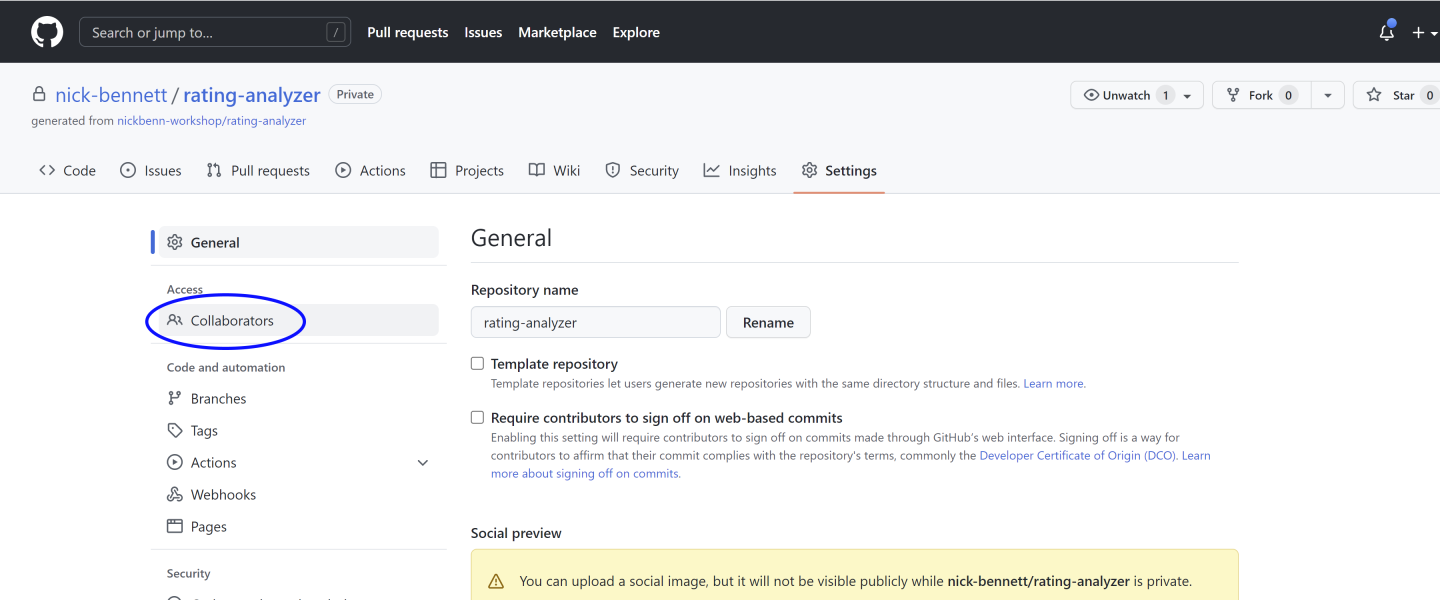 Search or jump to... /
Pull requests Issues Marketplace Explore
nick-bennett / rating-analyzer Private
Unwatch 1 Fork 0 Star 0
generated from nickbenn-workshop/rating-analyzer
Code Issues Pull requests Actions Projects Wiki Security Insights Settings
General
Access
Collaborators
Code and automation
Branches
Tags
Actions
Webhooks
Pages
Security
General
Repository name
rating-analyzer Rename
Template repository
Template repositories let users generate new repositories with the same directory structure and files. Learn more.
Require contributors to sign off on web-based commits
Enabling this setting will require contributors to sign off on commits made through GitHub's web interface. Signing off is a way for
contributors to affirm that their commit complies with the repository's terms, commonly the Developer Certificate of Origin (DCO). Learn
more about signing off on commits.
Social preview
You can upload a social image, but it will not be visible publicly while nick-bennett/rating-analyzer is private.